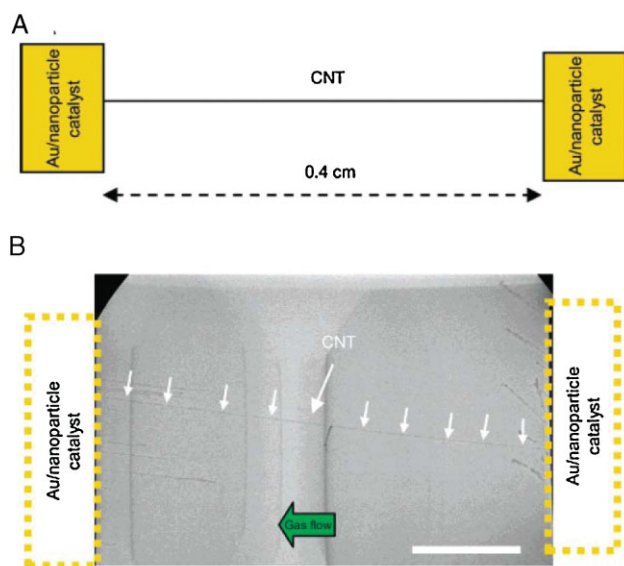 A
Au/nanoparticle
catalyst
CNT
Au/nanoparticle
catalyst
0.4 cm
B
Au/nanoparticle
catalyst
CNT
Gas flow
Au/nanoparticle
catalyst